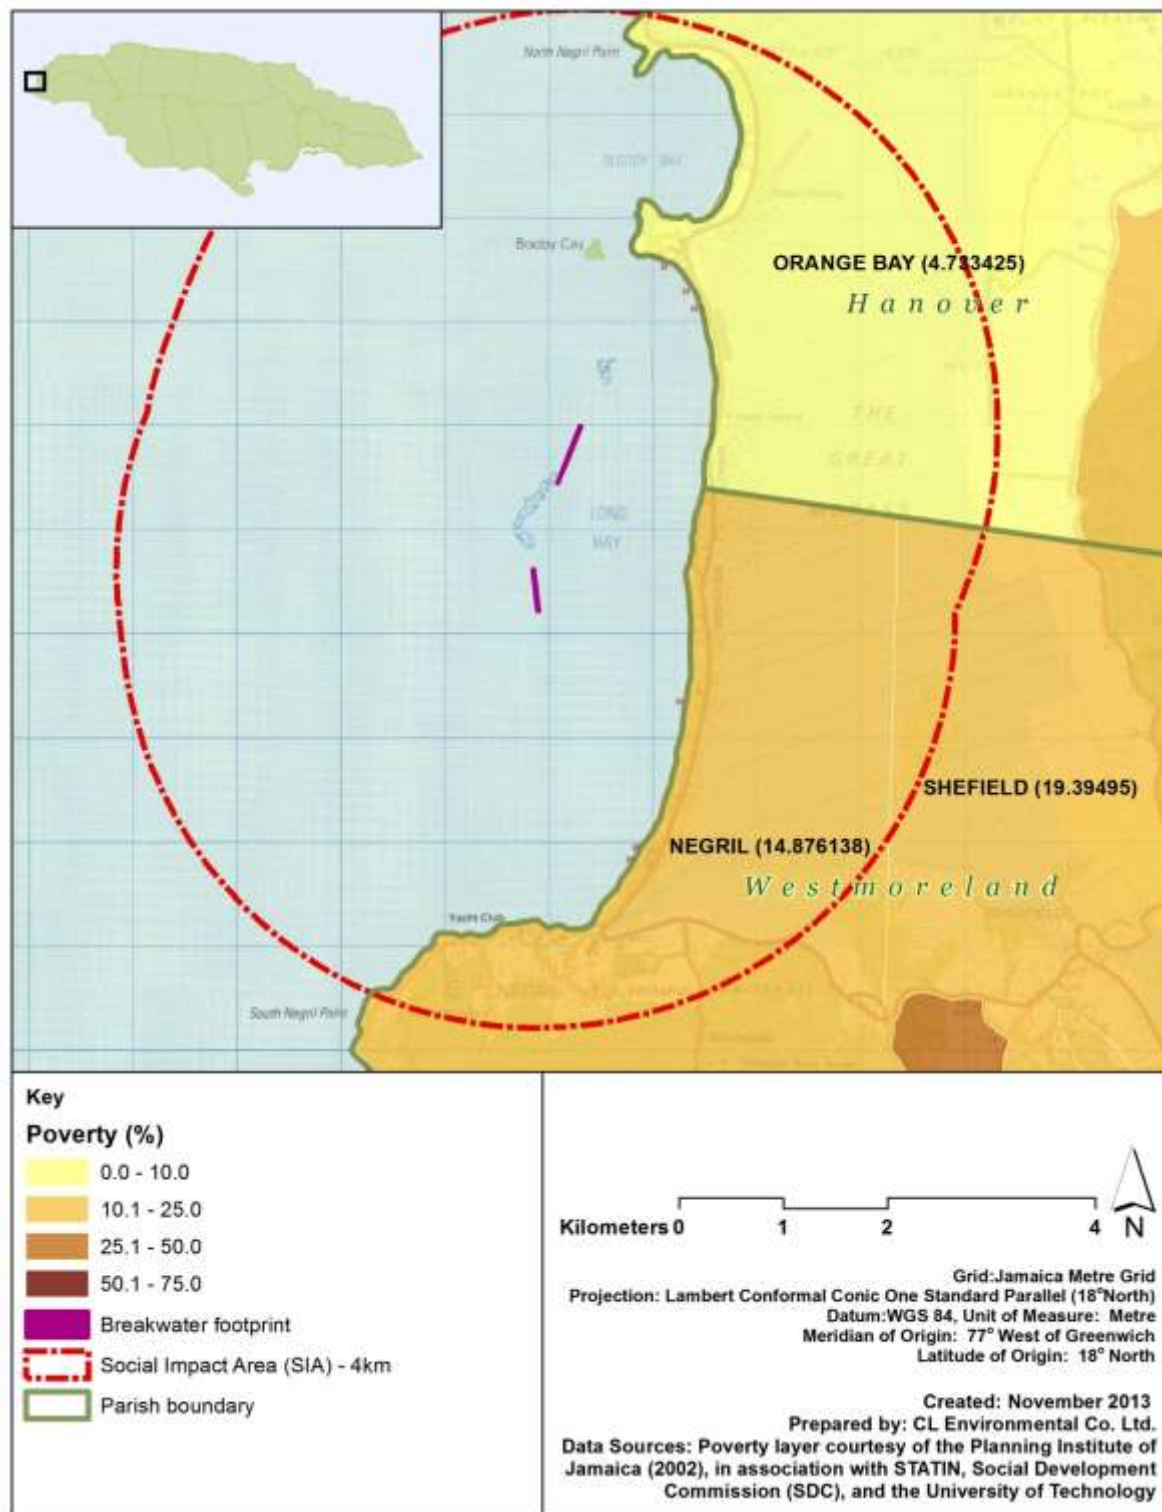 North Negril Point
BLOODY BAY
Booby Cay
ORANGE BAY (4.733425)
Hanover
THE
GREAT
LONG
BAY
SHEFIELD (19.39495)
NEGRIL (14.876138)
Westmoreland
Yacht Club
South Negril Point
Key
Poverty (%)
0.0 - 10.0
10.1 - 25.0
25.1 - 50.0
50.1 - 75.0
Breakwater footprint
Social Impact Area (SIA) - 4km
Parish boundary
Kilometers 0 1 2 4
N
Grid:Jamaica Metre Grid
Projection: Lambert Conformal Conic One Standard Parallel (18°North)
Datum:WGS 84, Unit of Measure: Metre
Meridian of Origin: 77° West of Greenwich
Latitude of Origin: 18° North
Created: November 2013
Prepared by: CL Environmental Co. Ltd.
Data Sources: Poverty layer courtesy of the Planning Institute of
Jamaica (2002), in association with STATIN, Social Development
Commission (SDC), and the University of Technology